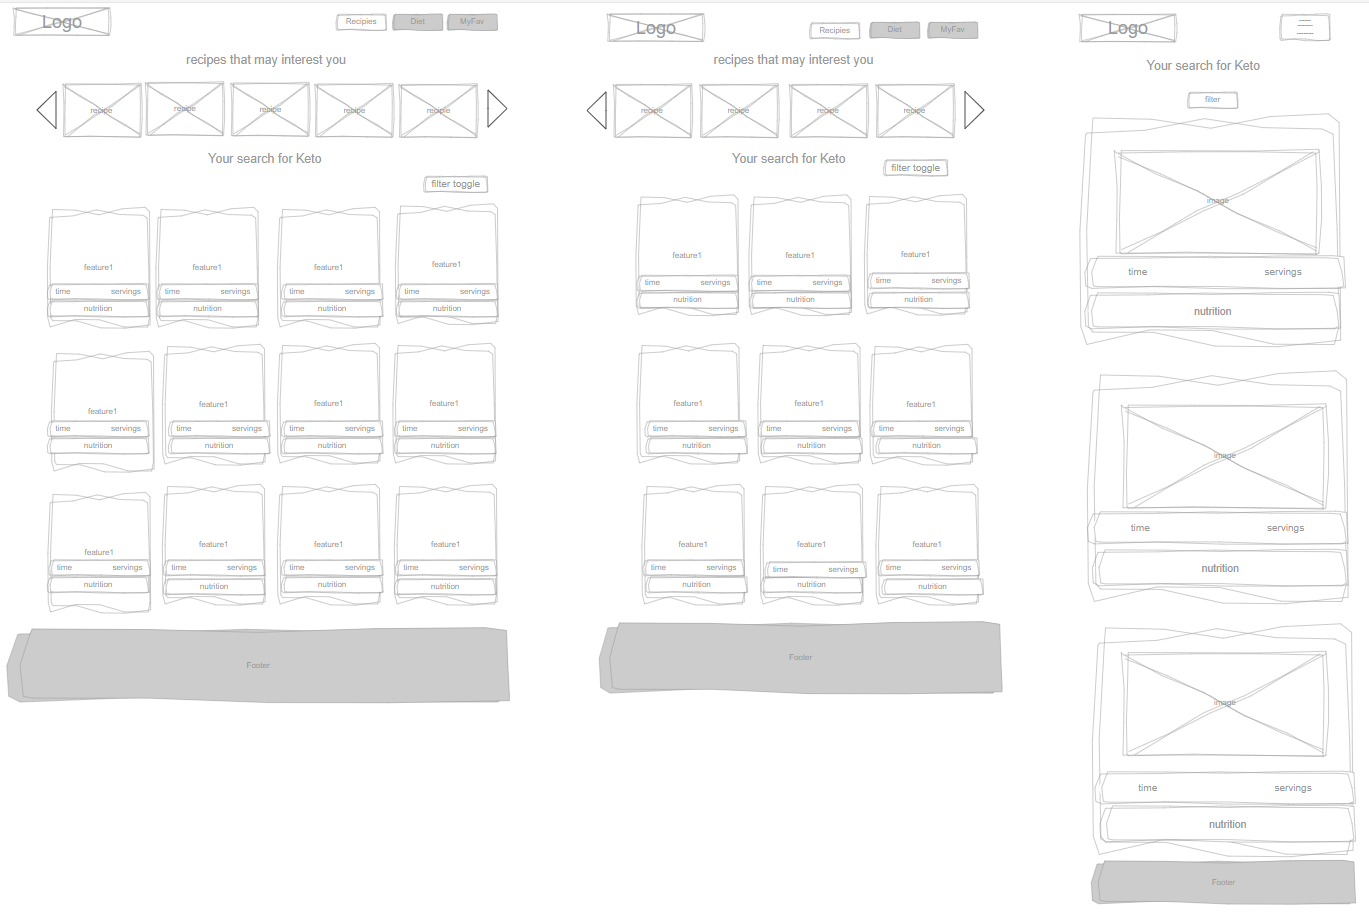 Logo
Recipies Diet MyFav
recipes that may interest you
recipe recipe recipe recipe recipe
Your search for Keto
filter toggle
feature1 feature1 feature1 feature1
time servings time servings time servings time servings
nutrition nutrition nutrition nutrition
feature1 feature1 feature1 feature1
time servings time servings time servings time servings
nutrition nutrition nutrition nutrition
feature1 feature1 feature1 feature1
time servings time servings time servings time servings
nutrition nutrition nutrition nutrition
Footer
Logo
Recipies Diet MyFav
recipes that may interest you
recipe recipe recipe recipe
Your search for Keto
filter toggle
feature1 feature1 feature1
time servings time servings time servings
nutrition nutrition nutrition
feature1 feature1 feature1
time servings time servings time servings
nutrition nutrition nutrition
feature1 feature1 feature1
time servings time servings time servings
nutrition nutrition nutrition
Footer
Logo
Your search for Keto
filter
image
time servings
nutrition
image
time servings
nutrition
image
time servings
nutrition
Footer